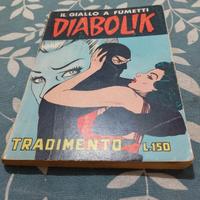 IL GIALLO A FUMETTI
DIABOLIK
TRADIMENTO L.150